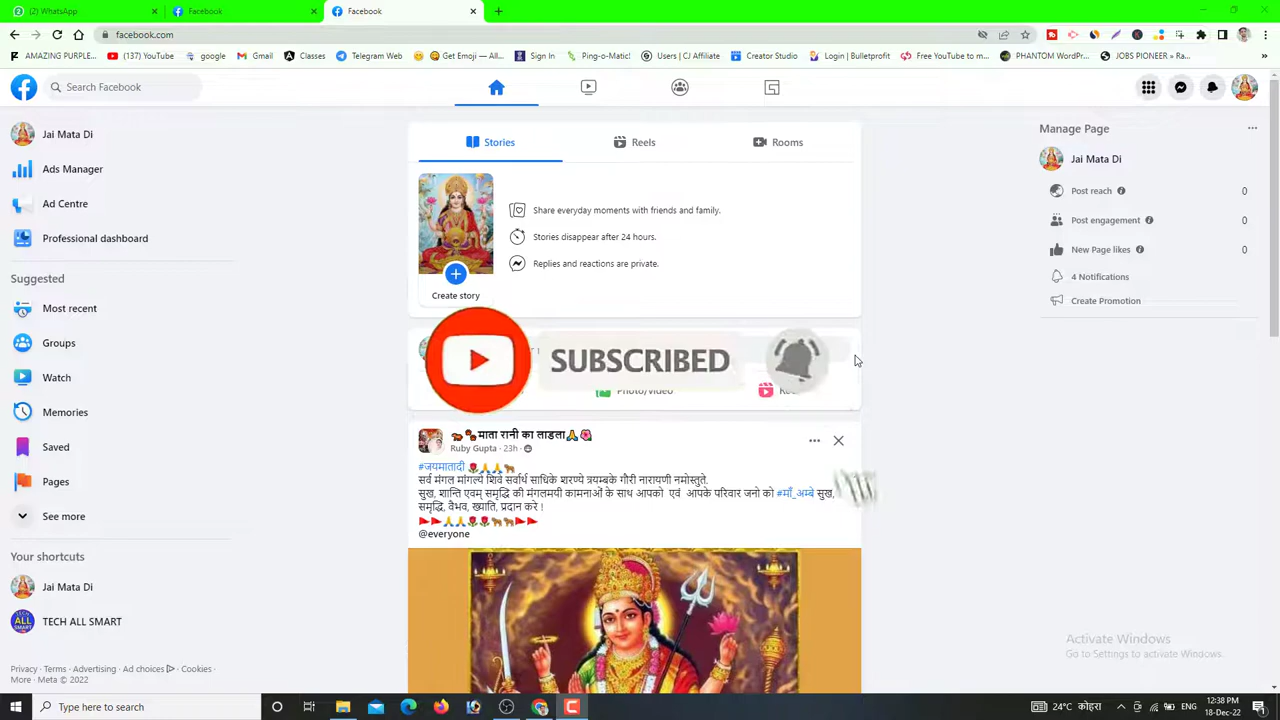 (2) WhatsApp
Facebook
Facebook
facebook.com
AMAZING PURPLE...
(137) YouTube
google
Gmail
Classes
Telegram Web
Get Emoji — All...
Sign In
Ping-o-Matic!
Users | CJ Affiliate
Creator Studio
Login | Bulletprofit
Free YouTube to m...
PHANTOM WordPr...
JOBS PIONEER » R...
Search Facebook
Jai Mata Di
Ads Manager
Ad Centre
Professional dashboard
Suggested
Most recent
Groups
Watch
Memories
Saved
Pages
See more
Your shortcuts
Jai Mata Di
TECH ALL SMART
Privacy · Terms · Advertising · Ad choices · Cookies ·
More · Meta © 2022
Stories
Reels
Rooms
Share everyday moments with friends and family.
Stories disappear after 24 hours.
Replies and reactions are private.
Create story
SUBSCRIBED
Photo/video
माता रानी का लाडला
Ruby Gupta · 23h ·
#जयमातादी
सर्व मंगल मांगल्ये शिवे सर्वार्थ साधिके शरण्ये त्रयम्बके गौरी नारायणी नमोस्तुते.
सुख, शान्ति एवम् समृद्धि की मंगलमयी कामनाओं के साथ आपको एवं आपके परिवार जनो को #माँ_अम्बे सुख,
समृद्धि, वैभव, ख्याति, प्रदान करे !
@everyone
Manage Page
Jai Mata Di
Post reach 0
Post engagement 0
New Page likes 0
4 Notifications
Create Promotion
Activate Windows
Go to Settings to activate Windows.
Type here to search
24°C कोहरा
ENG
12:38 PM
18-Dec-22